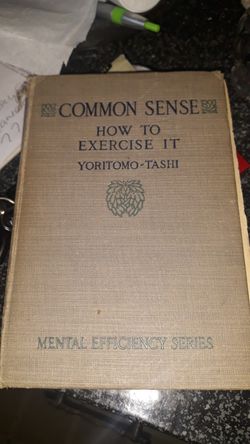 COMMON SENSE
HOW TO
EXERCISE IT
YORITOMO-TASHI
MENTAL EFFICIENCY SERIES